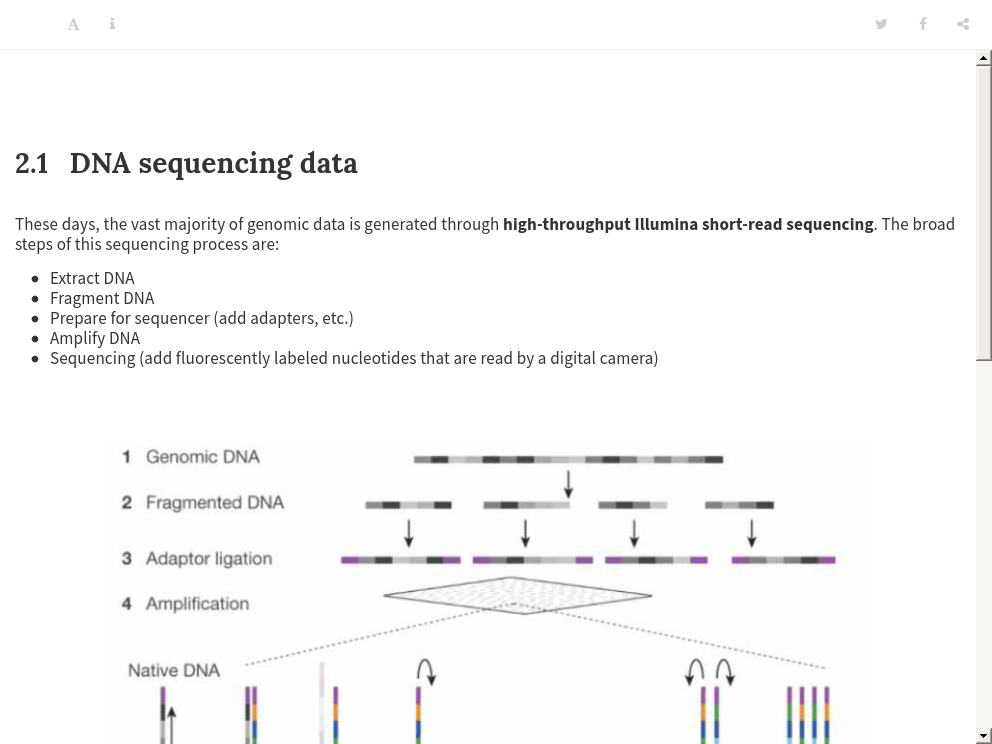 A i
2.1 DNA sequencing data
These days, the vast majority of genomic data is generated through high-throughput Illumina short-read sequencing. The broad
steps of this sequencing process are:
Extract DNA
Fragment DNA
Prepare for sequencer (add adapters, etc.)
Amplify DNA
Sequencing (add fluorescently labeled nucleotides that are read by a digital camera)
1 Genomic DNA
2 Fragmented DNA
3 Adaptor ligation
4 Amplification
Native DNA